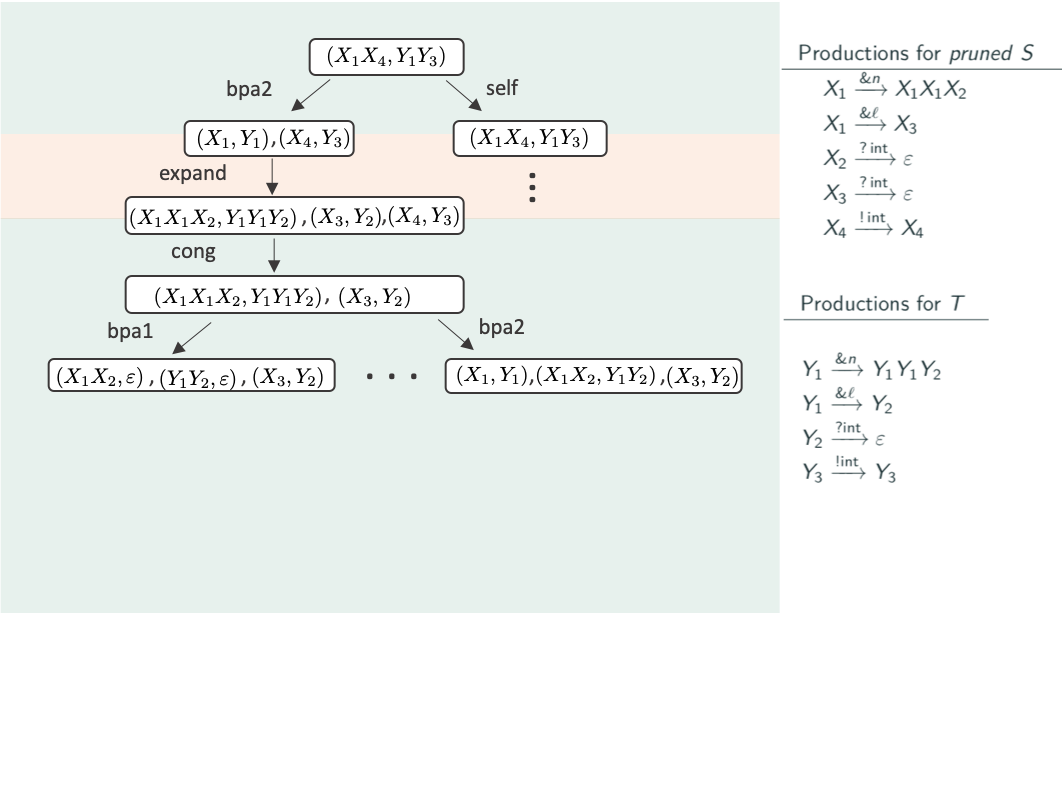 (X₁X₄, Y₁Y₃)
bpa2
self
(X₁, Y₁),(X₄, Y₃)
(X₁X₄, Y₁Y₃)
expand
⋮
(X₁X₁X₂, Y₁Y₁Y₂) , (X₃, Y₂),(X₄, Y₃)
cong
(X₁X₁X₂, Y₁Y₁Y₂), (X₃, Y₂)
bpa1
bpa2
(X₁X₂, ε) , (Y₁Y₂, ε) , (X₃, Y₂)
· · ·
(X₁, Y₁),(X₁X₂, Y₁Y₂) ,(X₃, Y₂)
Productions for pruned S
X₁ —&n→ X₁X₁X₂
X₁ —&ℓ→ X₃
X₂ —? int→ ε
X₃ —? int→ ε
X₄ —! int→ X₄
Productions for T
Y₁ —&n→ Y₁Y₁Y₂
Y₁ —&ℓ→ Y₂
Y₂ —?int→ ε
Y₃ —!int→ Y₃